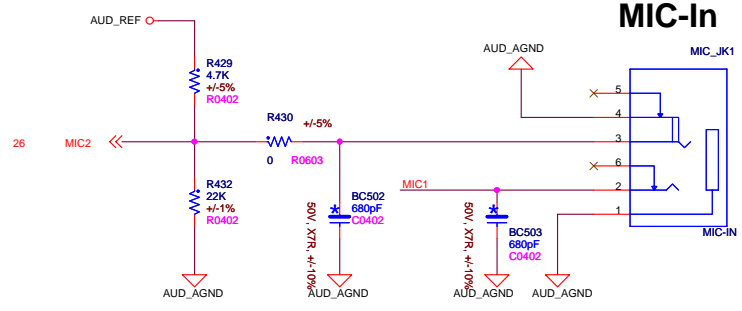 MIC-In
AUD_REF
AUD_AGND
MIC_JK1
R429
4.7K
+/-5%
R0402
5
4
R430
+/-5%
26
MIC2
3
0
R0603
6
R432
22K
+/-1%
R0402
MIC1
2
50V, X7R, +/-10%
BC502
680pF
C0402
50V, X7R, +/-10%
BC503
680pF
C0402
1
MIC-IN
AUD_AGND
AUD_AGND
AUD_AGND
AUD_AGND